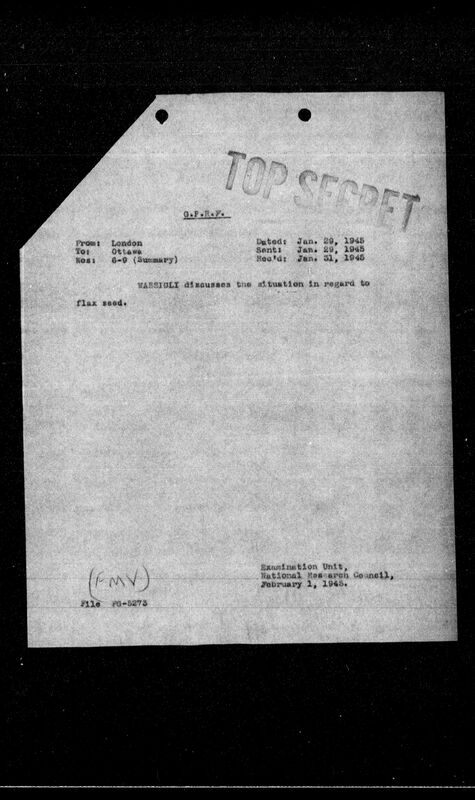 TOP SECRET
G.P.R.F.
From: London Dated: Jan. 29, 1945
To: Ottawa Sent: Jan. 29, 1945
Nos: 6-9 (Summary) Rec'd: Jan. 31, 1945
MASSIGLI discusses the situation in regard to
flax seed.
Examination Unit,
National Research Council,
February 1, 1945.
(FMV)
File FG-5273